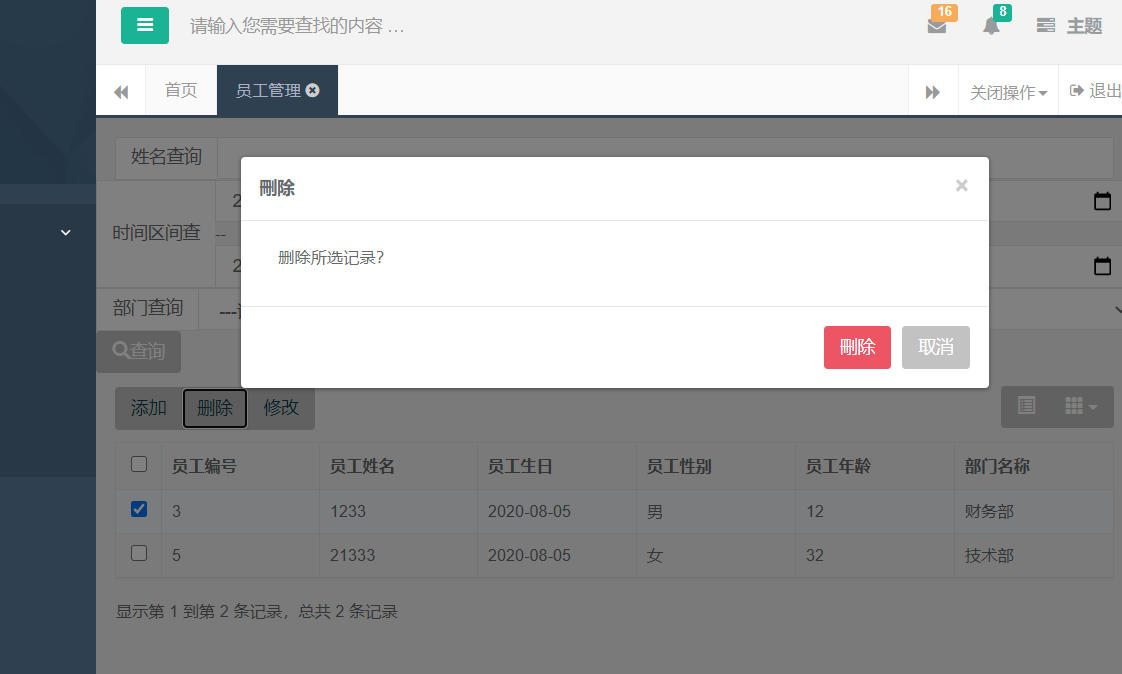 请输入您需要查找的内容 …
16
8
主题
首页
员工管理
关闭操作
退出
姓名查询
刪除
×
2
时间区间查
--
删除所选记录?
2
部门查询
---
刪除
取消
查询
添加
删除
修改
员工编号
员工姓名
员工生日
员工性别
员工年龄
部门名称
3
1233
2020-08-05
男
12
财务部
5
21333
2020-08-05
女
32
技术部
显示第 1 到第 2 条记录，总共 2 条记录